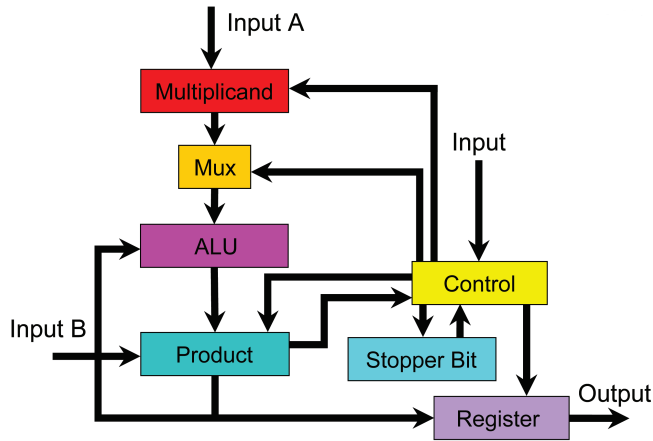 Input A
Multiplicand
Mux
Input
ALU
Control
Input B
Product
Stopper Bit
Output
Register